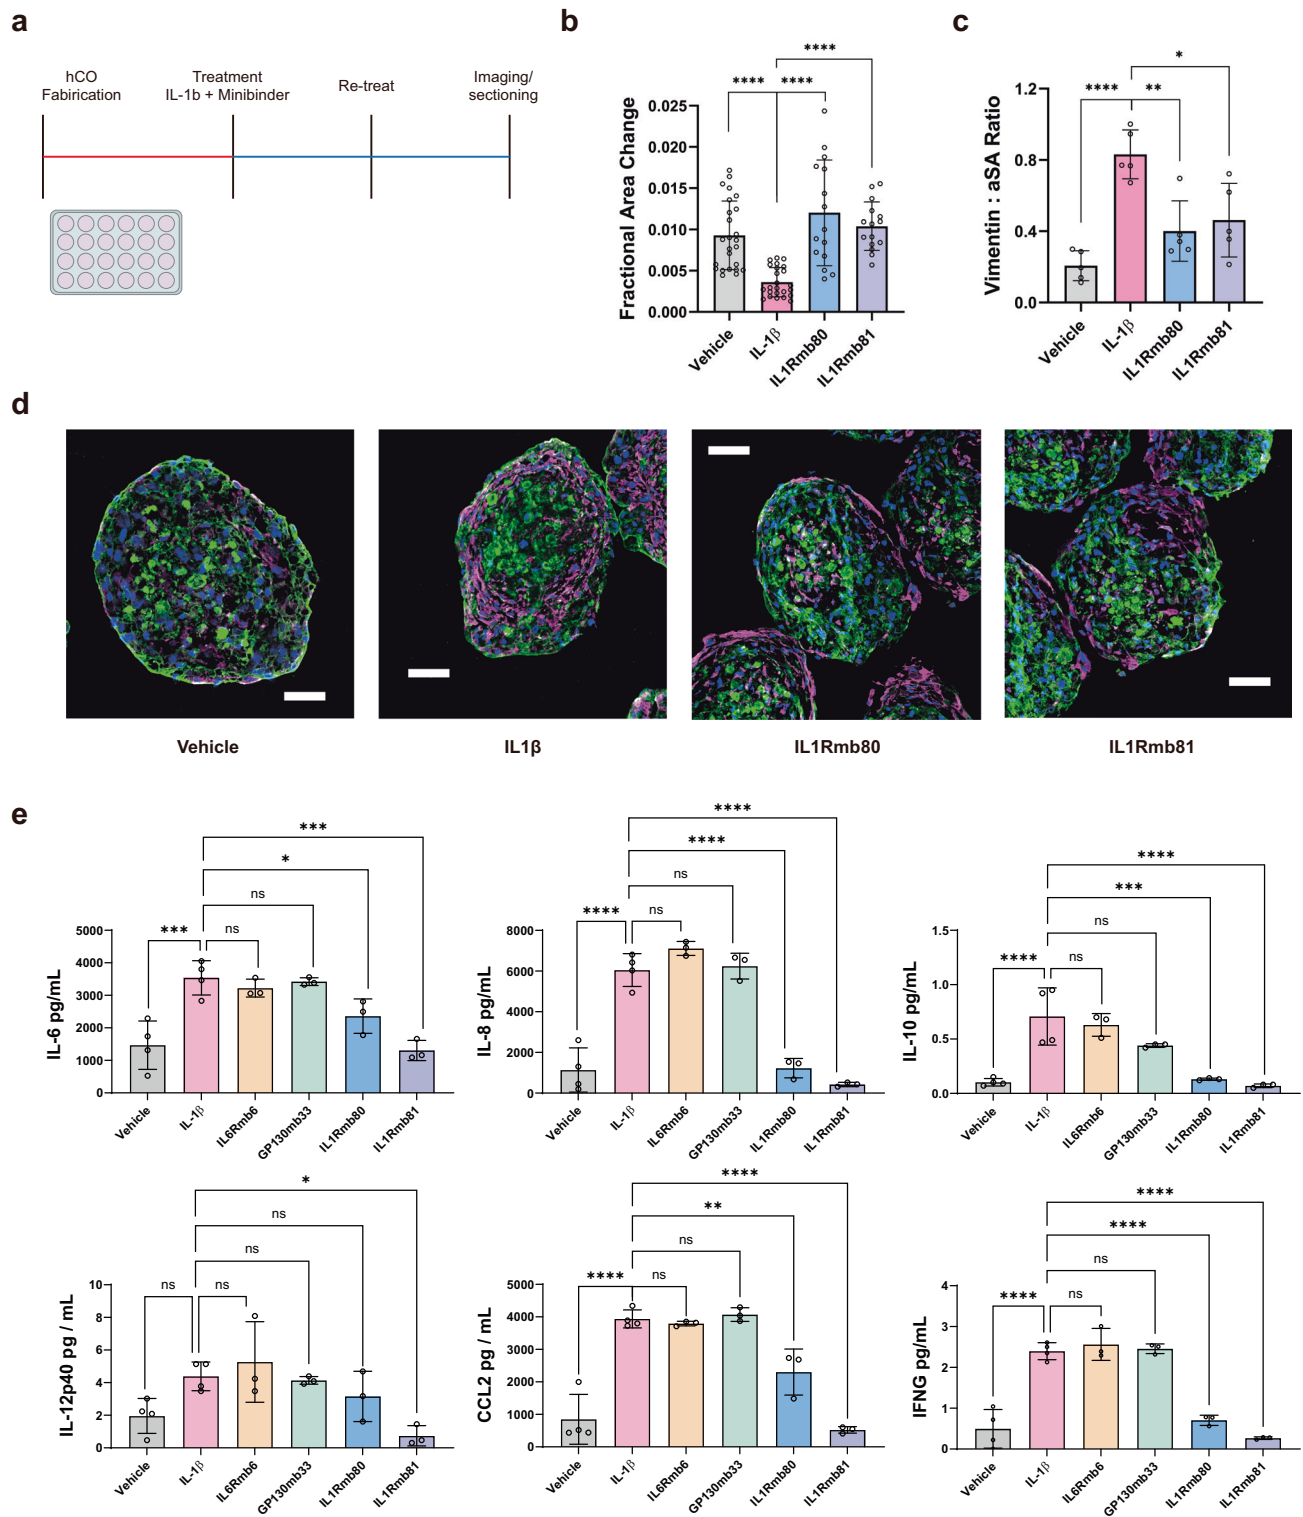 a
hCO
Fabirication
Treatment
IL-1b + Minibinder
Re-treat
Imaging/
sectioning
b
****
**** ****
Fractional Area Change
0.025
0.020
0.015
0.010
0.005
0.000
Vehicle
IL-1β
IL1Rmb80
IL1Rmb81
c
*
**** **
Vimentin : aSA Ratio
1.2
0.8
0.4
0.0
Vehicle
IL-1β
IL1Rmb80
IL1Rmb81
d
Vehicle
IL1β
IL1Rmb80
IL1Rmb81
e
***
*
ns
*** ns
IL-6 pg/mL
5000
4000
3000
2000
1000
0
Vehicle
IL-1β
IL6Rmb6
GP130mb33
IL1Rmb80
IL1Rmb81
****
****
ns
**** ns
IL-8 pg/mL
8000
6000
4000
2000
0
Vehicle
IL-1β
IL6Rmb6
GP130mb33
IL1Rmb80
IL1Rmb81
****
***
ns
**** ns
IL-10 pg/mL
1.5
1.0
0.5
0.0
Vehicle
IL-1β
IL6Rmb6
GP130mb33
IL1Rmb80
IL1Rmb81
*
ns
ns
ns ns
IL-12p40 pg / mL
10
8
6
4
2
0
Vehicle
IL-1β
IL6Rmb6
GP130mb33
IL1Rmb80
IL1Rmb81
****
**
ns
**** ns
CCL2 pg / mL
5000
4000
3000
2000
1000
0
Vehicle
IL-1β
IL6Rmb6
GP130mb33
IL1Rmb80
IL1Rmb81
****
****
ns
**** ns
IFNG pg/mL
4
3
2
1
0
Vehicle
IL-1β
IL6Rmb6
GP130mb33
IL1Rmb80
IL1Rmb81